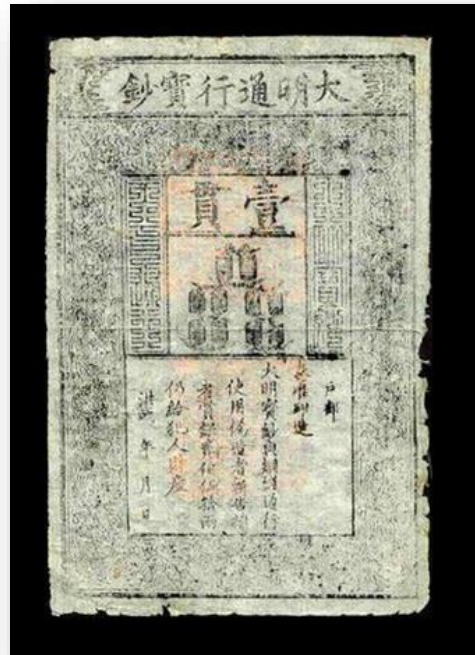 大明通行寶鈔
壹貫
戶部
奏准印造
大明寶鈔與銅錢通行
使用偽造者斬告捕
者賞銀貳伯伍拾兩
仍給犯人財產
洪武 年 月 日